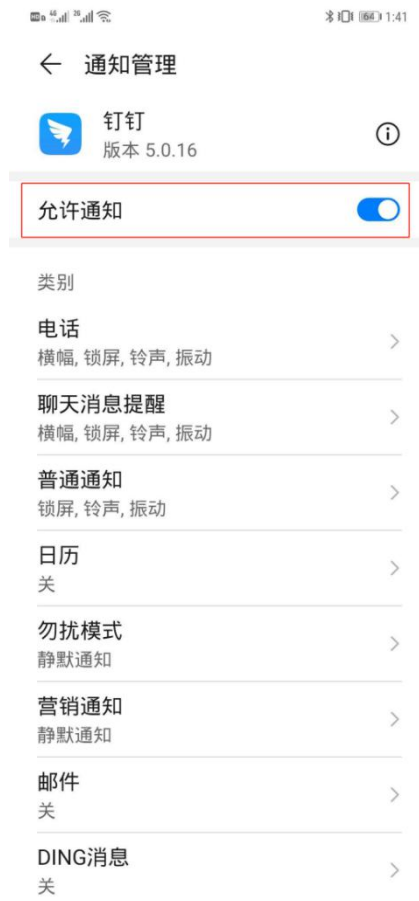 4G 2G 64 1:41
通知管理
钉钉
版本 5.0.16
允许通知
类别
电话
横幅, 锁屏, 铃声, 振动
聊天消息提醒
横幅, 锁屏, 铃声, 振动
普通通知
锁屏, 铃声, 振动
日历
关
勿扰模式
静默通知
营销通知
静默通知
邮件
关
DING消息
关